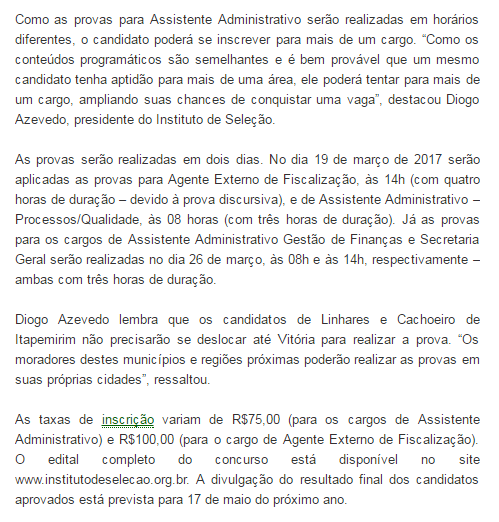 Como as provas para Assistente Administrativo serão realizadas em horários
diferentes, o candidato poderá se inscrever para mais de um cargo. “Como os
conteúdos programáticos são semelhantes e é bem provável que um mesmo
candidato tenha aptidão para mais de uma área, ele poderá tentar para mais de
um cargo, ampliando suas chances de conquistar uma vaga”, destacou Diogo
Azevedo, presidente do Instituto de Seleção.
As provas serão realizadas em dois dias. No dia 19 de março de 2017 serão
aplicadas as provas para Agente Externo de Fiscalização, às 14h (com quatro
horas de duração – devido à prova discursiva), e de Assistente Administrativo –
Processos/Qualidade, às 08 horas (com três horas de duração). Já as provas
para os cargos de Assistente Administrativo Gestão de Finanças e Secretaria
Geral serão realizadas no dia 26 de março, às 08h e às 14h, respectivamente –
ambas com três horas de duração.
Diogo Azevedo lembra que os candidatos de Linhares e Cachoeiro de
Itapemirim não precisarão se deslocar até Vitória para realizar a prova. “Os
moradores destes municípios e regiões próximas poderão realizar as provas em
suas próprias cidades”, ressaltou.
As taxas de inscrição variam de R$75,00 (para os cargos de Assistente
Administrativo) e R$100,00 (para o cargo de Agente Externo de Fiscalização).
O edital completo do concurso está disponível no site
www.institutodeselecao.org.br. A divulgação do resultado final dos candidatos
aprovados está prevista para 17 de maio do próximo ano.